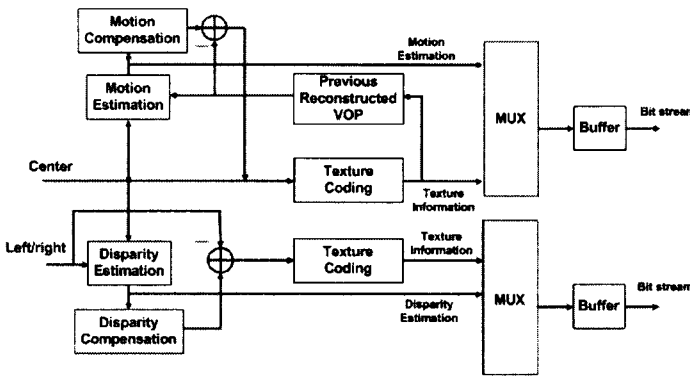 Motion
Compensation
Motion
Estimation
Motion
Estimation
Previous
Reconstructed
VOP
MUX
Buffer
Bit stream
Center
Texture
Coding
Texture
Information
Left/right
Disparity
Estimation
Texture
Coding
Texture
Information
Disparity
Estimation
Disparity
Compensation
MUX
Buffer
Bit stream